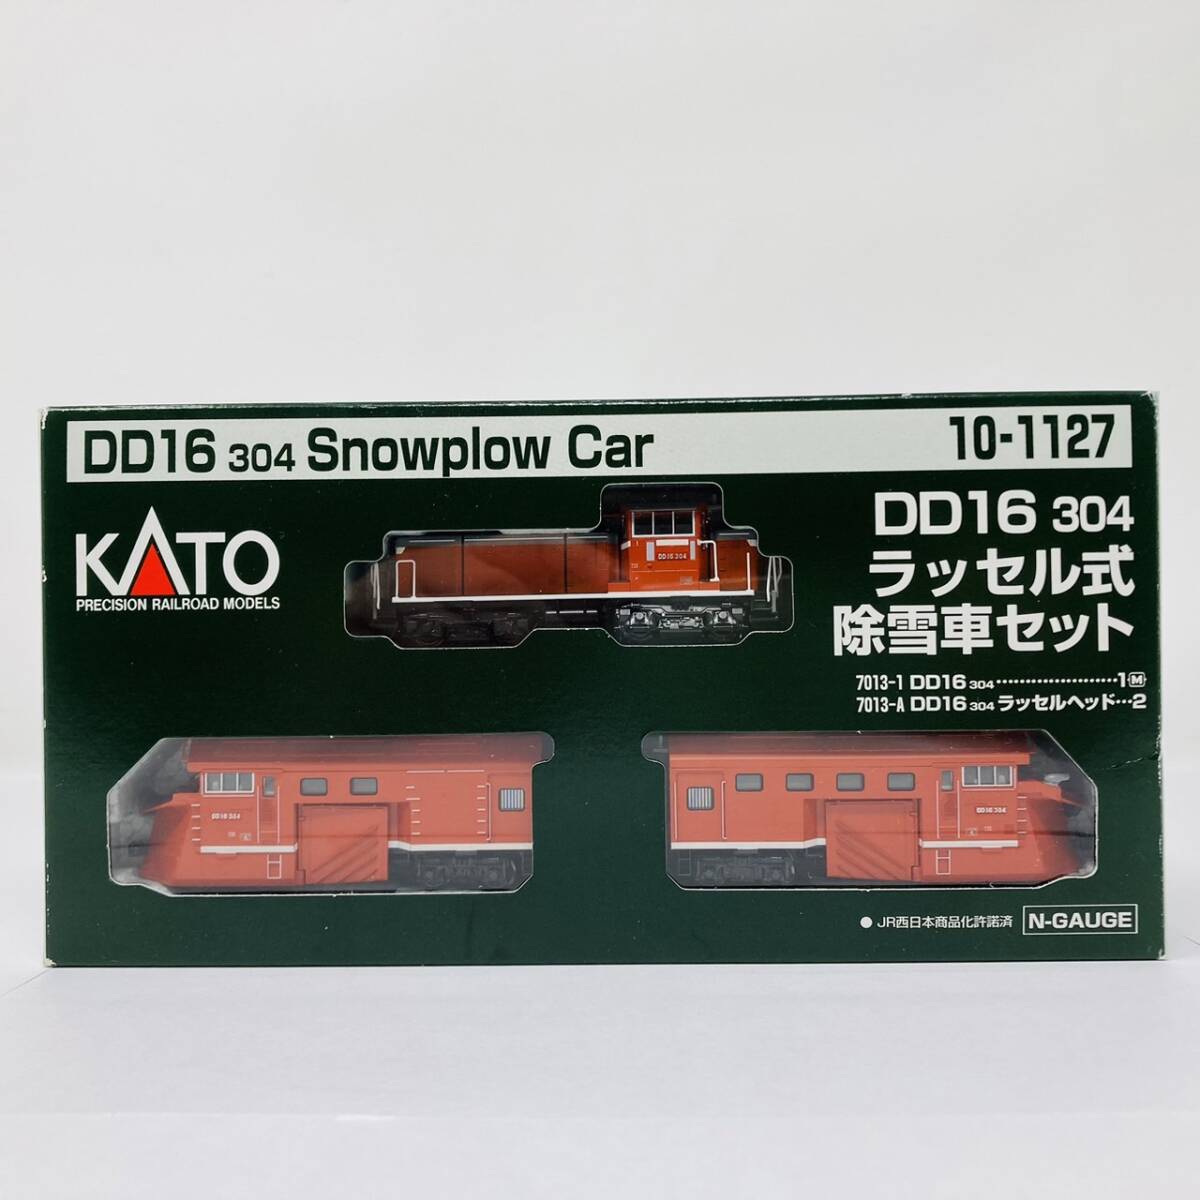 DD16 304 Snowplow Car
10-1127
KATO
PRECISION RAILROAD MODELS
DD16 304
ラッセル式
除雪車セット
7013-1 DD16 304 ······················1 M
7013-A DD16 304 ラッセルヘッド···2
DD16 304
DD16 304
DD16 304
● JR西日本商品化許諾済
N-GAUGE